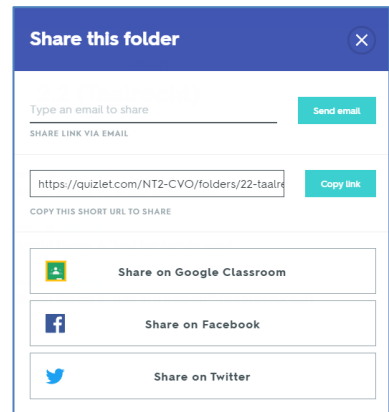 Share this folder
Type an email to share
Send email
SHARE LINK VIA EMAIL
https://quizlet.com/NT2-CVO/folders/22-taalre
Copy link
COPY THIS SHORT URL TO SHARE
Share on Google Classroom
Share on Facebook
Share on Twitter